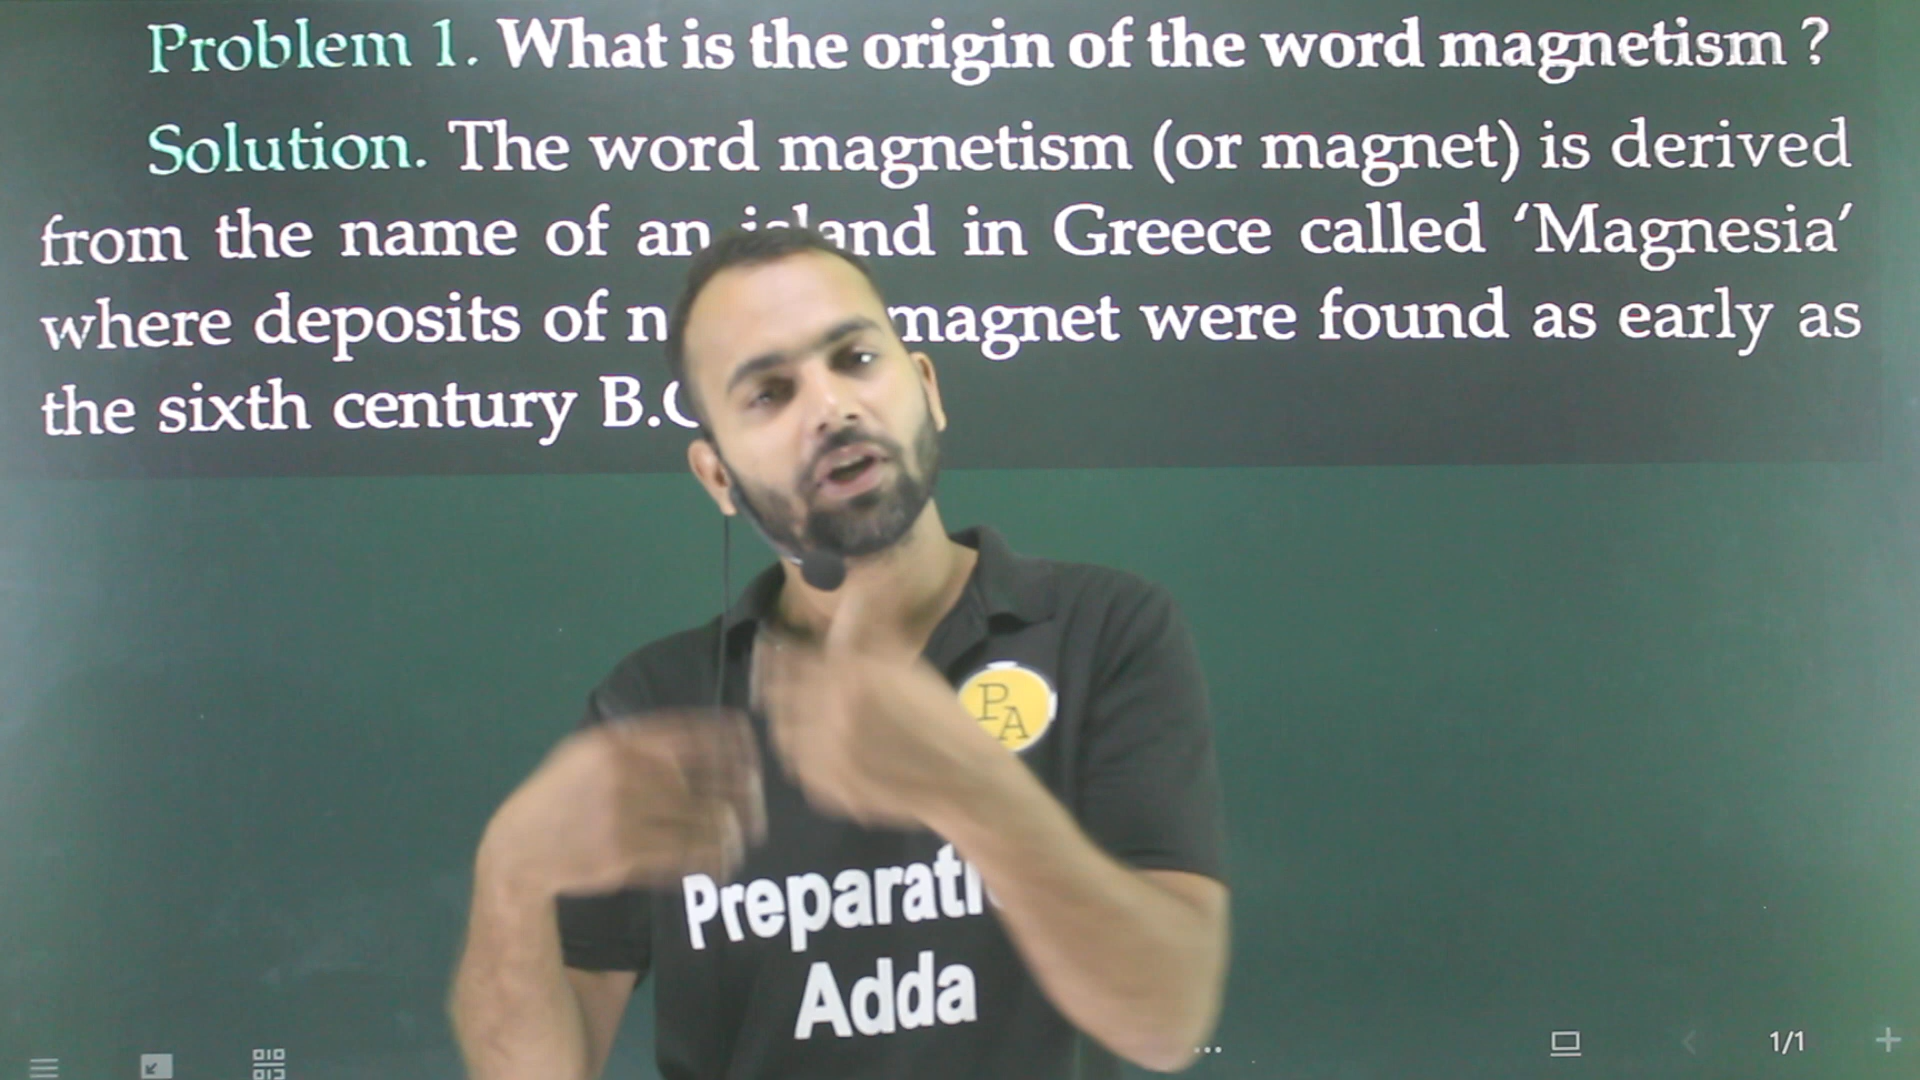 Problem 1. What is the origin of the word magnetism ?
Solution. The word magnetism (or magnet) is derived
from the name of an island in Greece called ‘Magnesia’
where deposits of magnet were found as early as
the sixth century
P
A
Adda
1/1